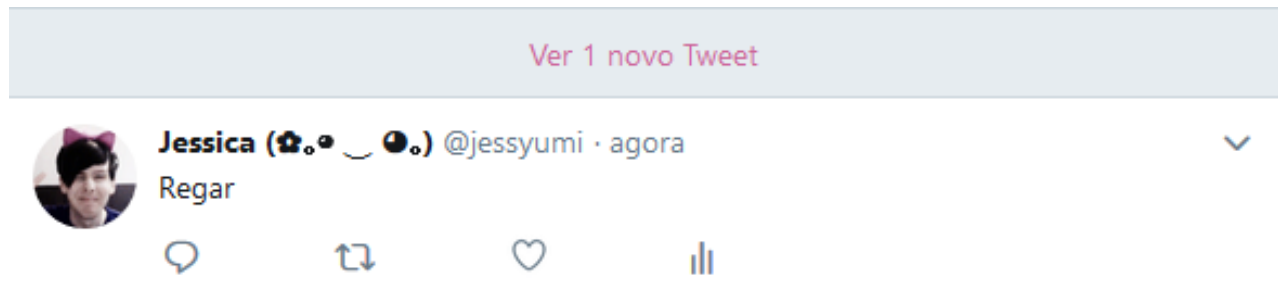 Ver 1 novo Tweet
Jessica (✿｡◕ ‿ ◕｡) @jessyumi · agora
Regar